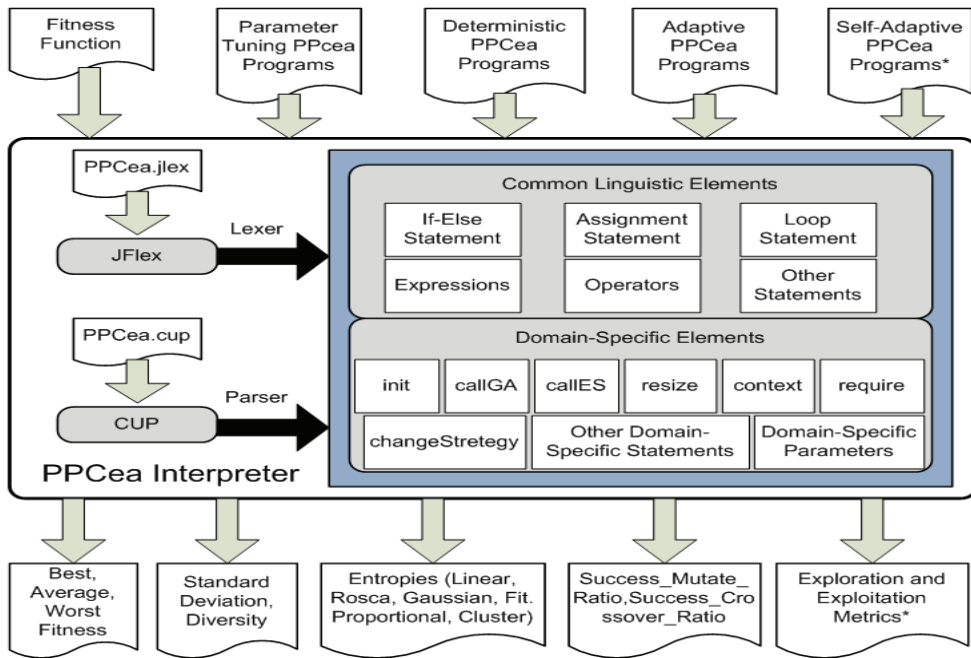 Fitness
Function
Parameter
Tuning PPcea
Programs
Deterministic
PPCea
Programs
Adaptive
PPCea
Programs
Self-Adaptive
PPCea
Programs*
PPCea.jlex
JFlex
Lexer
Common Linguistic Elements
If-Else
Statement
Assignment
Statement
Loop
Statement
Expressions
Operators
Other
Statements
PPCea.cup
CUP
Parser
PPCea Interpreter
Domain-Specific Elements
init
callGA
callES
resize
context
require
changeStretegy
Other Domain-
Specific Statements
Domain-Specific
Parameters
Best,
Average,
Worst
Fitness
Standard
Deviation,
Diversity
Entropies (Linear,
Rosca, Gaussian, Fit.
Proportional, Cluster)
Success_Mutate_
Ratio,Success_Cro
ssover_Ratio
Exploration and
Exploitation
Metrics*